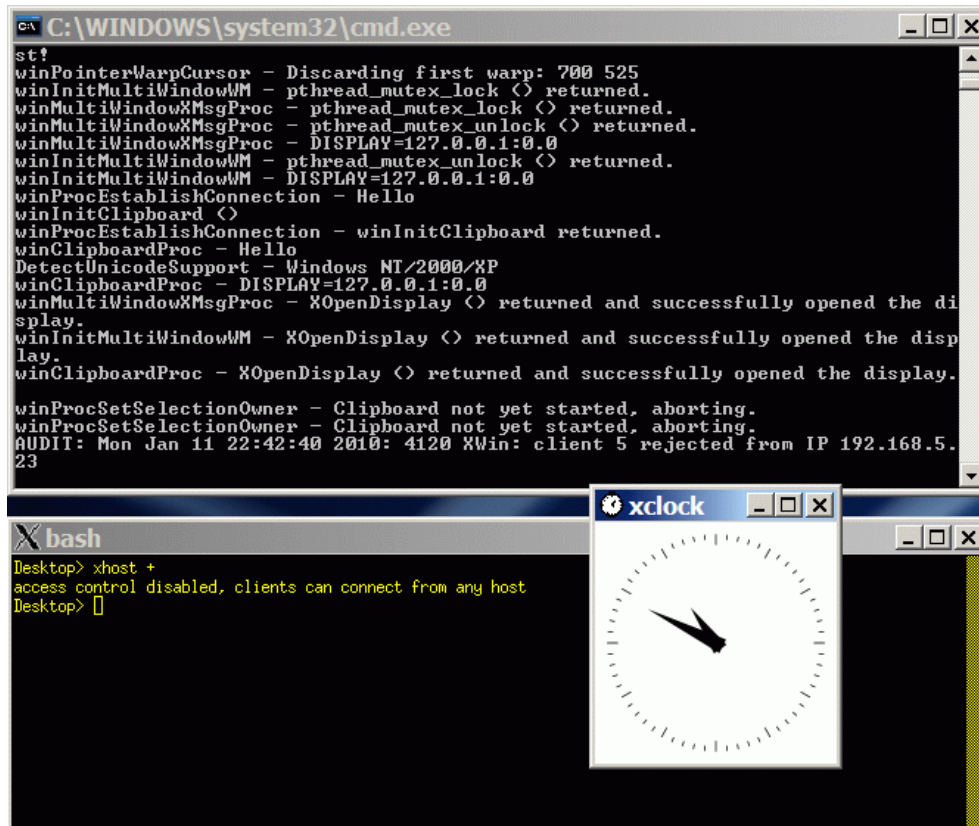 C:\WINDOWS\system32\cmd.exe
st!
winPointerWarpCursor - Discarding first warp: 700 525
winInitMultiWindowWM - pthread_mutex_lock () returned.
winMultiWindowXMsgProc - pthread_mutex_lock () returned.
winMultiWindowXMsgProc - pthread_mutex_unlock () returned.
winMultiWindowXMsgProc - DISPLAY=127.0.0.1:0.0
winInitMultiWindowWM - pthread_mutex_unlock () returned.
winInitMultiWindowWM - DISPLAY=127.0.0.1:0.0
winProcEstablishConnection - Hello
winInitClipboard ()
winProcEstablishConnection - winInitClipboard returned.
winClipboardProc - Hello
DetectUnicodeSupport - Windows NT/2000/XP
winClipboardProc - DISPLAY=127.0.0.1:0.0
winMultiWindowXMsgProc - XOpenDisplay () returned and successfully opened the di
splay.
winInitMultiWindowWM - XOpenDisplay () returned and successfully opened the disp
lay.
winClipboardProc - XOpenDisplay () returned and successfully opened the display.
winProcSetSelectionOwner - Clipboard not yet started, aborting.
winProcSetSelectionOwner - Clipboard not yet started, aborting.
AUDIT: Mon Jan 11 22:42:40 2010: 4120 XWin: client 5 rejected from IP 192.168.5.
23
xclock
bash
Desktop> xhost +
access control disabled, clients can connect from any host
Desktop>